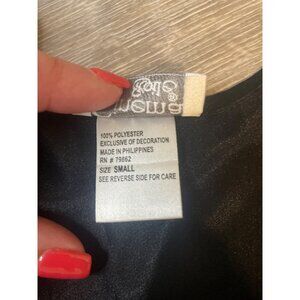 100% POLYESTER
EXCLUSIVE OF DECORATION
MADE IN PHILIPPINES
RN # 79862
SIZE SMALL
SEE REVERSE SIDE FOR CARE